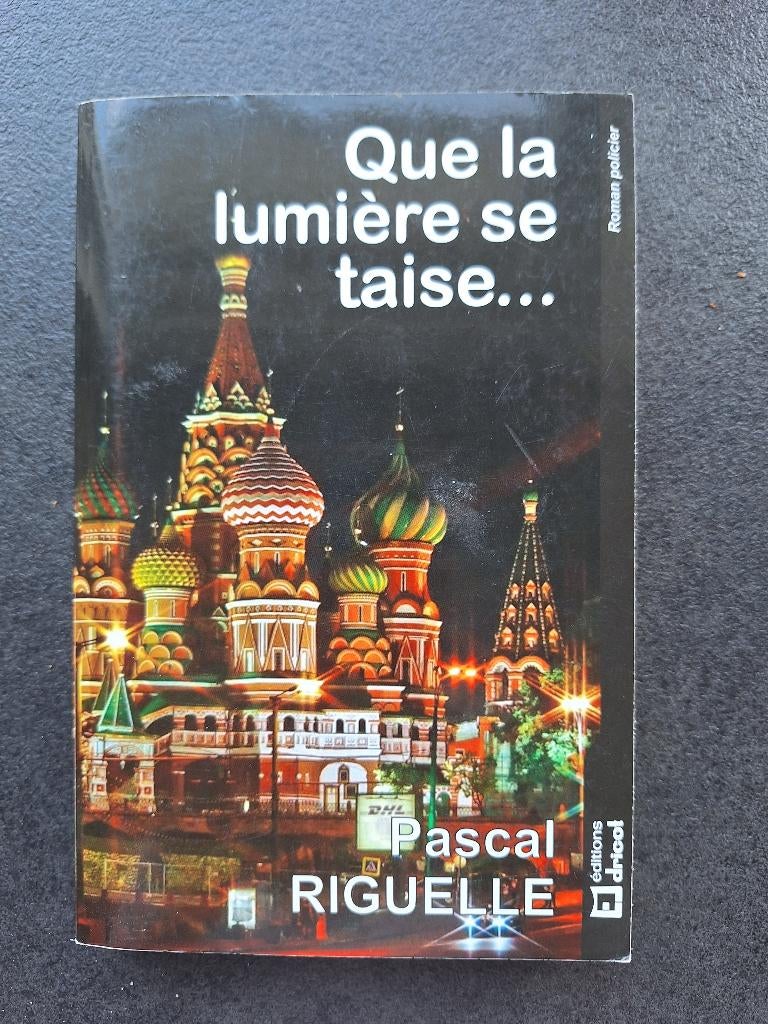 Que la
lumière se
taise...
Roman policier
DHL
Pascal
RIGUELLE
éditions
dricot